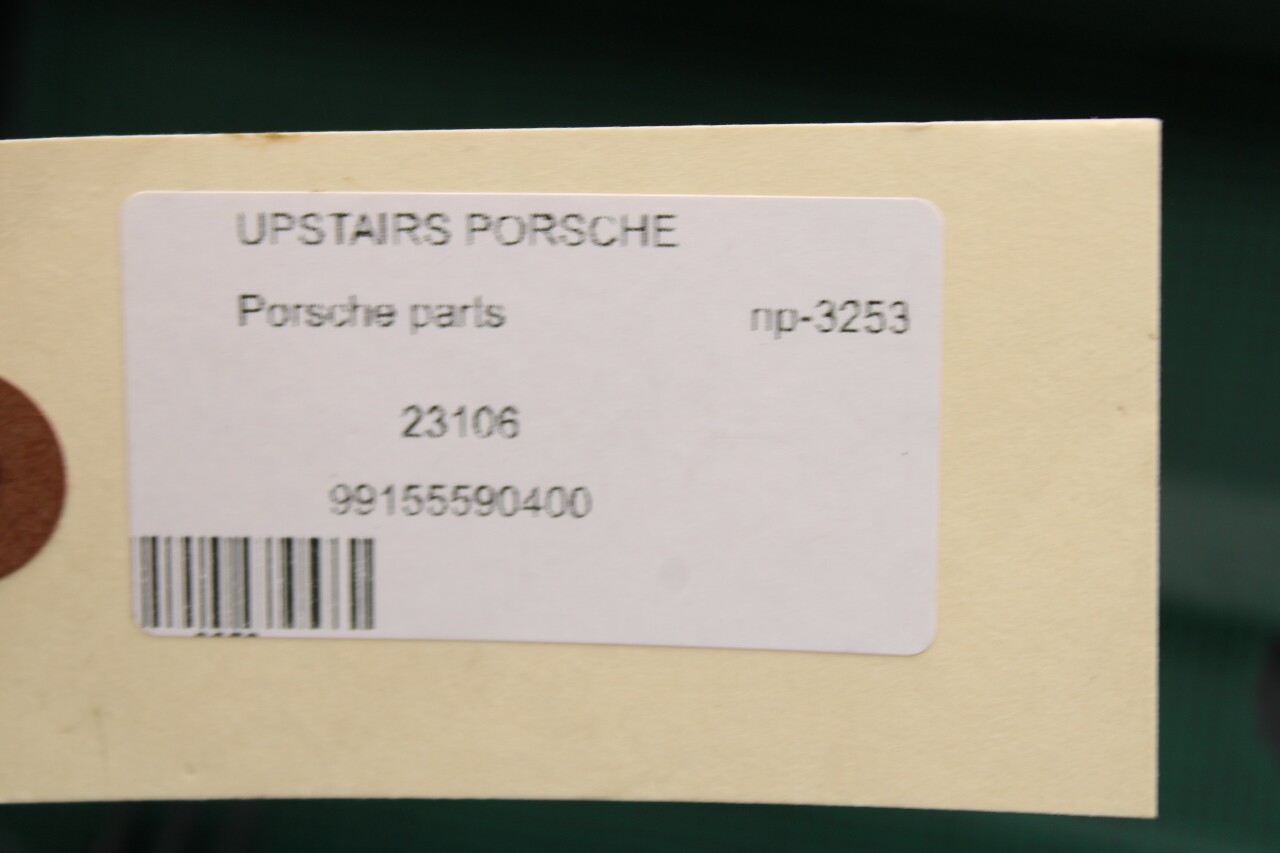 UPSTAIRS PORSCHE
Porsche parts np-3253
23106
99155590400